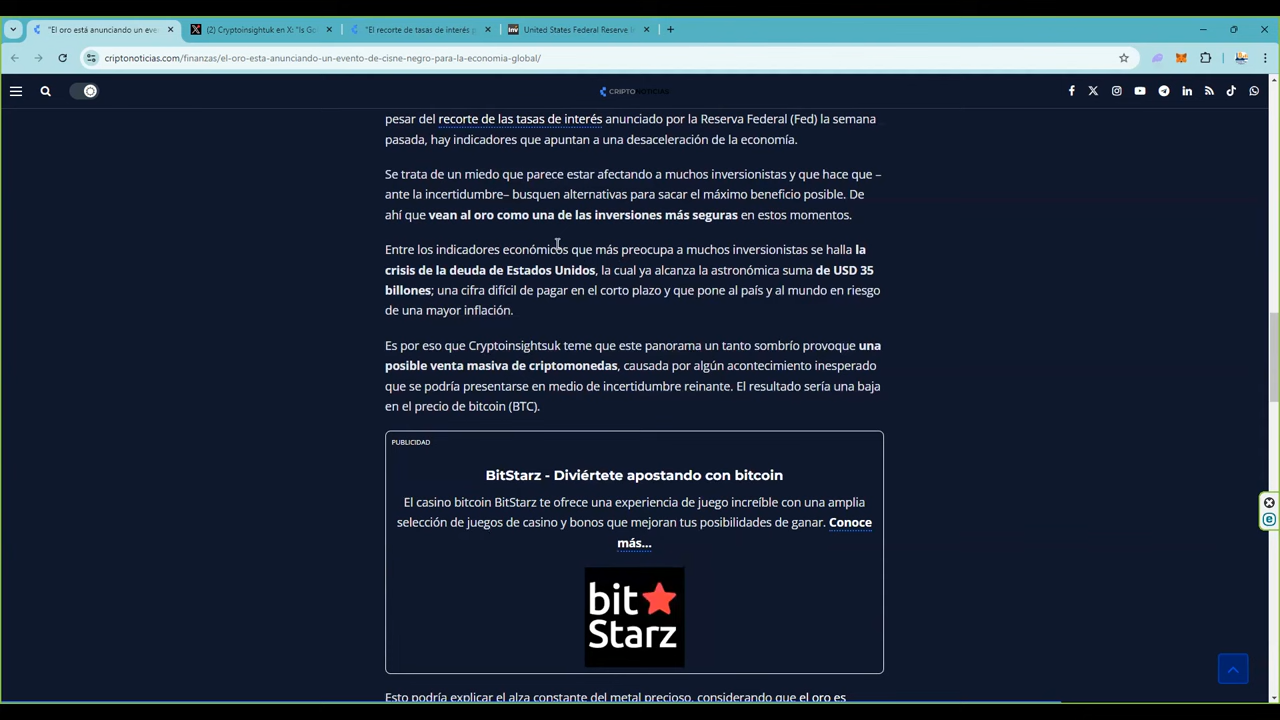 "El oro está anunciando un eve
(2) Cryptoinsightuk en X: "Is Go
"El recorte de tasas de interés p
inv
United States Federal Reserve In
criptonoticias.com/finanzas/el-oro-esta-anunciando-un-evento-de-cisne-negro-para-la-economia-global/
CRIPTONOTICIAS
pesar del recorte de las tasas de interés anunciado por la Reserva Federal (Fed) la semana
pasada, hay indicadores que apuntan a una desaceleración de la economía.
Se trata de un miedo que parece estar afectando a muchos inversionistas y que hace que –
ante la incertidumbre– busquen alternativas para sacar el máximo beneficio posible. De
ahí que vean al oro como una de las inversiones más seguras en estos momentos.
Entre los indicadores económicos que más preocupa a muchos inversionistas se halla la
crisis de la deuda de Estados Unidos, la cual ya alcanza la astronómica suma de USD 35
billones; una cifra difícil de pagar en el corto plazo y que pone al país y al mundo en riesgo
de una mayor inflación.
Es por eso que Cryptoinsightsuk teme que este panorama un tanto sombrío provoque una
posible venta masiva de criptomonedas, causada por algún acontecimiento inesperado
que se podría presentarse en medio de incertidumbre reinante. El resultado sería una baja
en el precio de bitcoin (BTC).
PUBLICIDAD
BitStarz - Diviértete apostando con bitcoin
El casino bitcoin BitStarz te ofrece una experiencia de juego increíble con una amplia
selección de juegos de casino y bonos que mejoran tus posibilidades de ganar. Conoce
más...
bit
Starz
Esto podría explicar el alza constante del metal precioso, considerando que el oro es